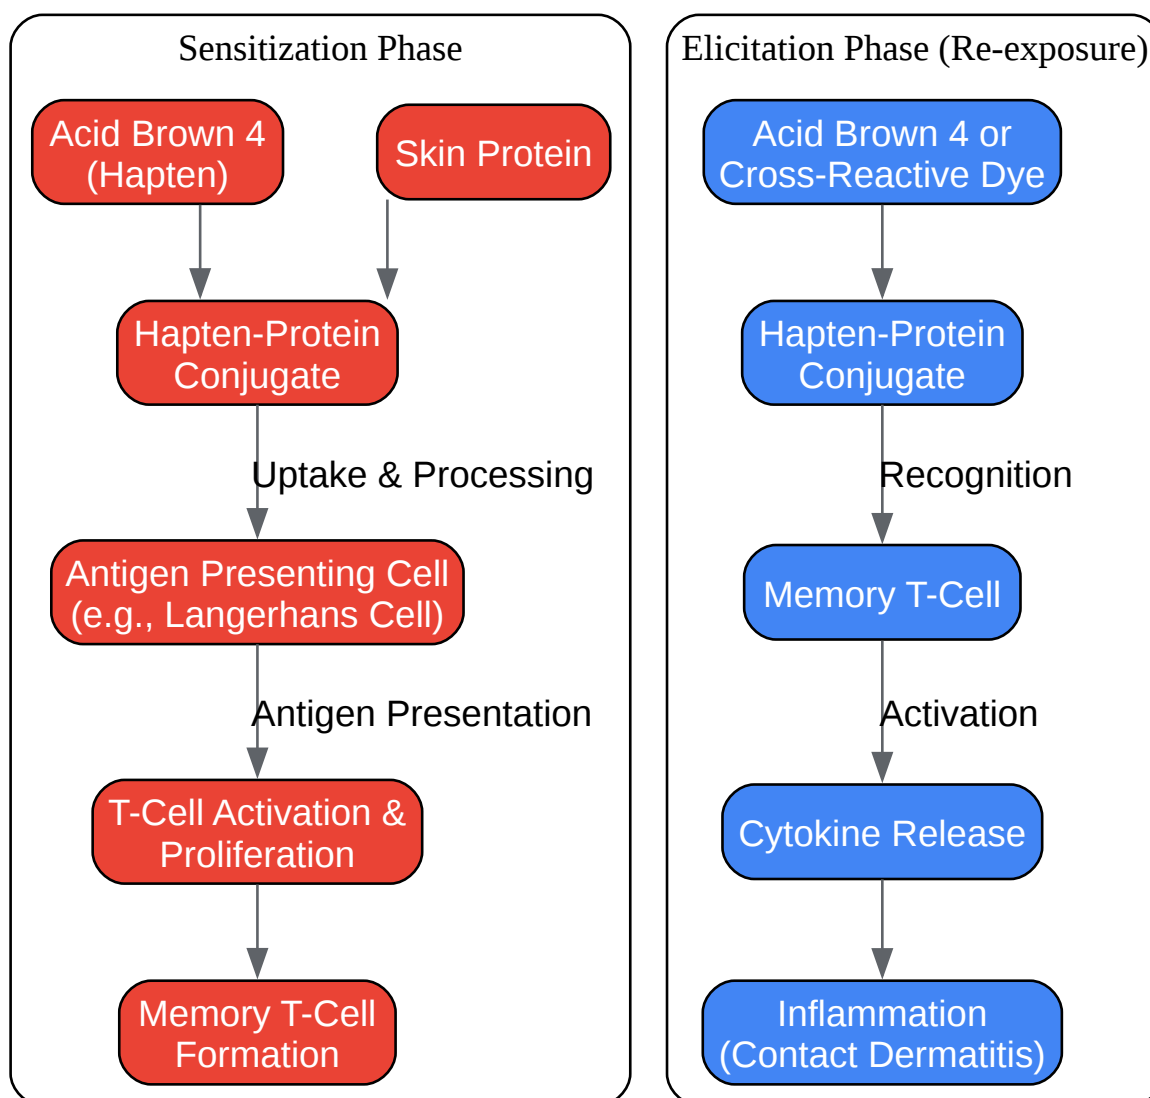 Sensitization Phase
Acid Brown 4
(Hapten)
Skin Protein
Hapten-Protein
Conjugate
Uptake & Processing
Antigen Presenting Cell
(e.g., Langerhans Cell)
Antigen Presentation
T-Cell Activation &
Proliferation
Memory T-Cell
Formation
Elicitation Phase (Re-exposure)
Acid Brown 4 or
Cross-Reactive Dye
Hapten-Protein
Conjugate
Recognition
Memory T-Cell
Activation
Cytokine Release
Inflammation
(Contact Dermatitis)